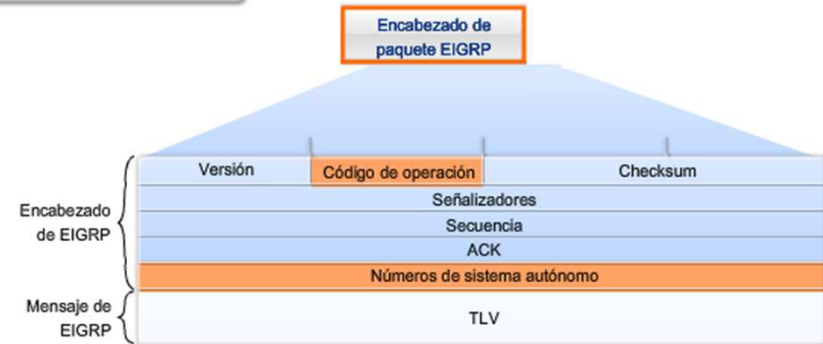 Encabezado de
paquete EIGRP
Versión
Código de operación
Checksum
Señalizadores
Secuencia
ACK
Números de sistema autónomo
Encabezado
de EIGRP
TLV
Mensaje de
EIGRP